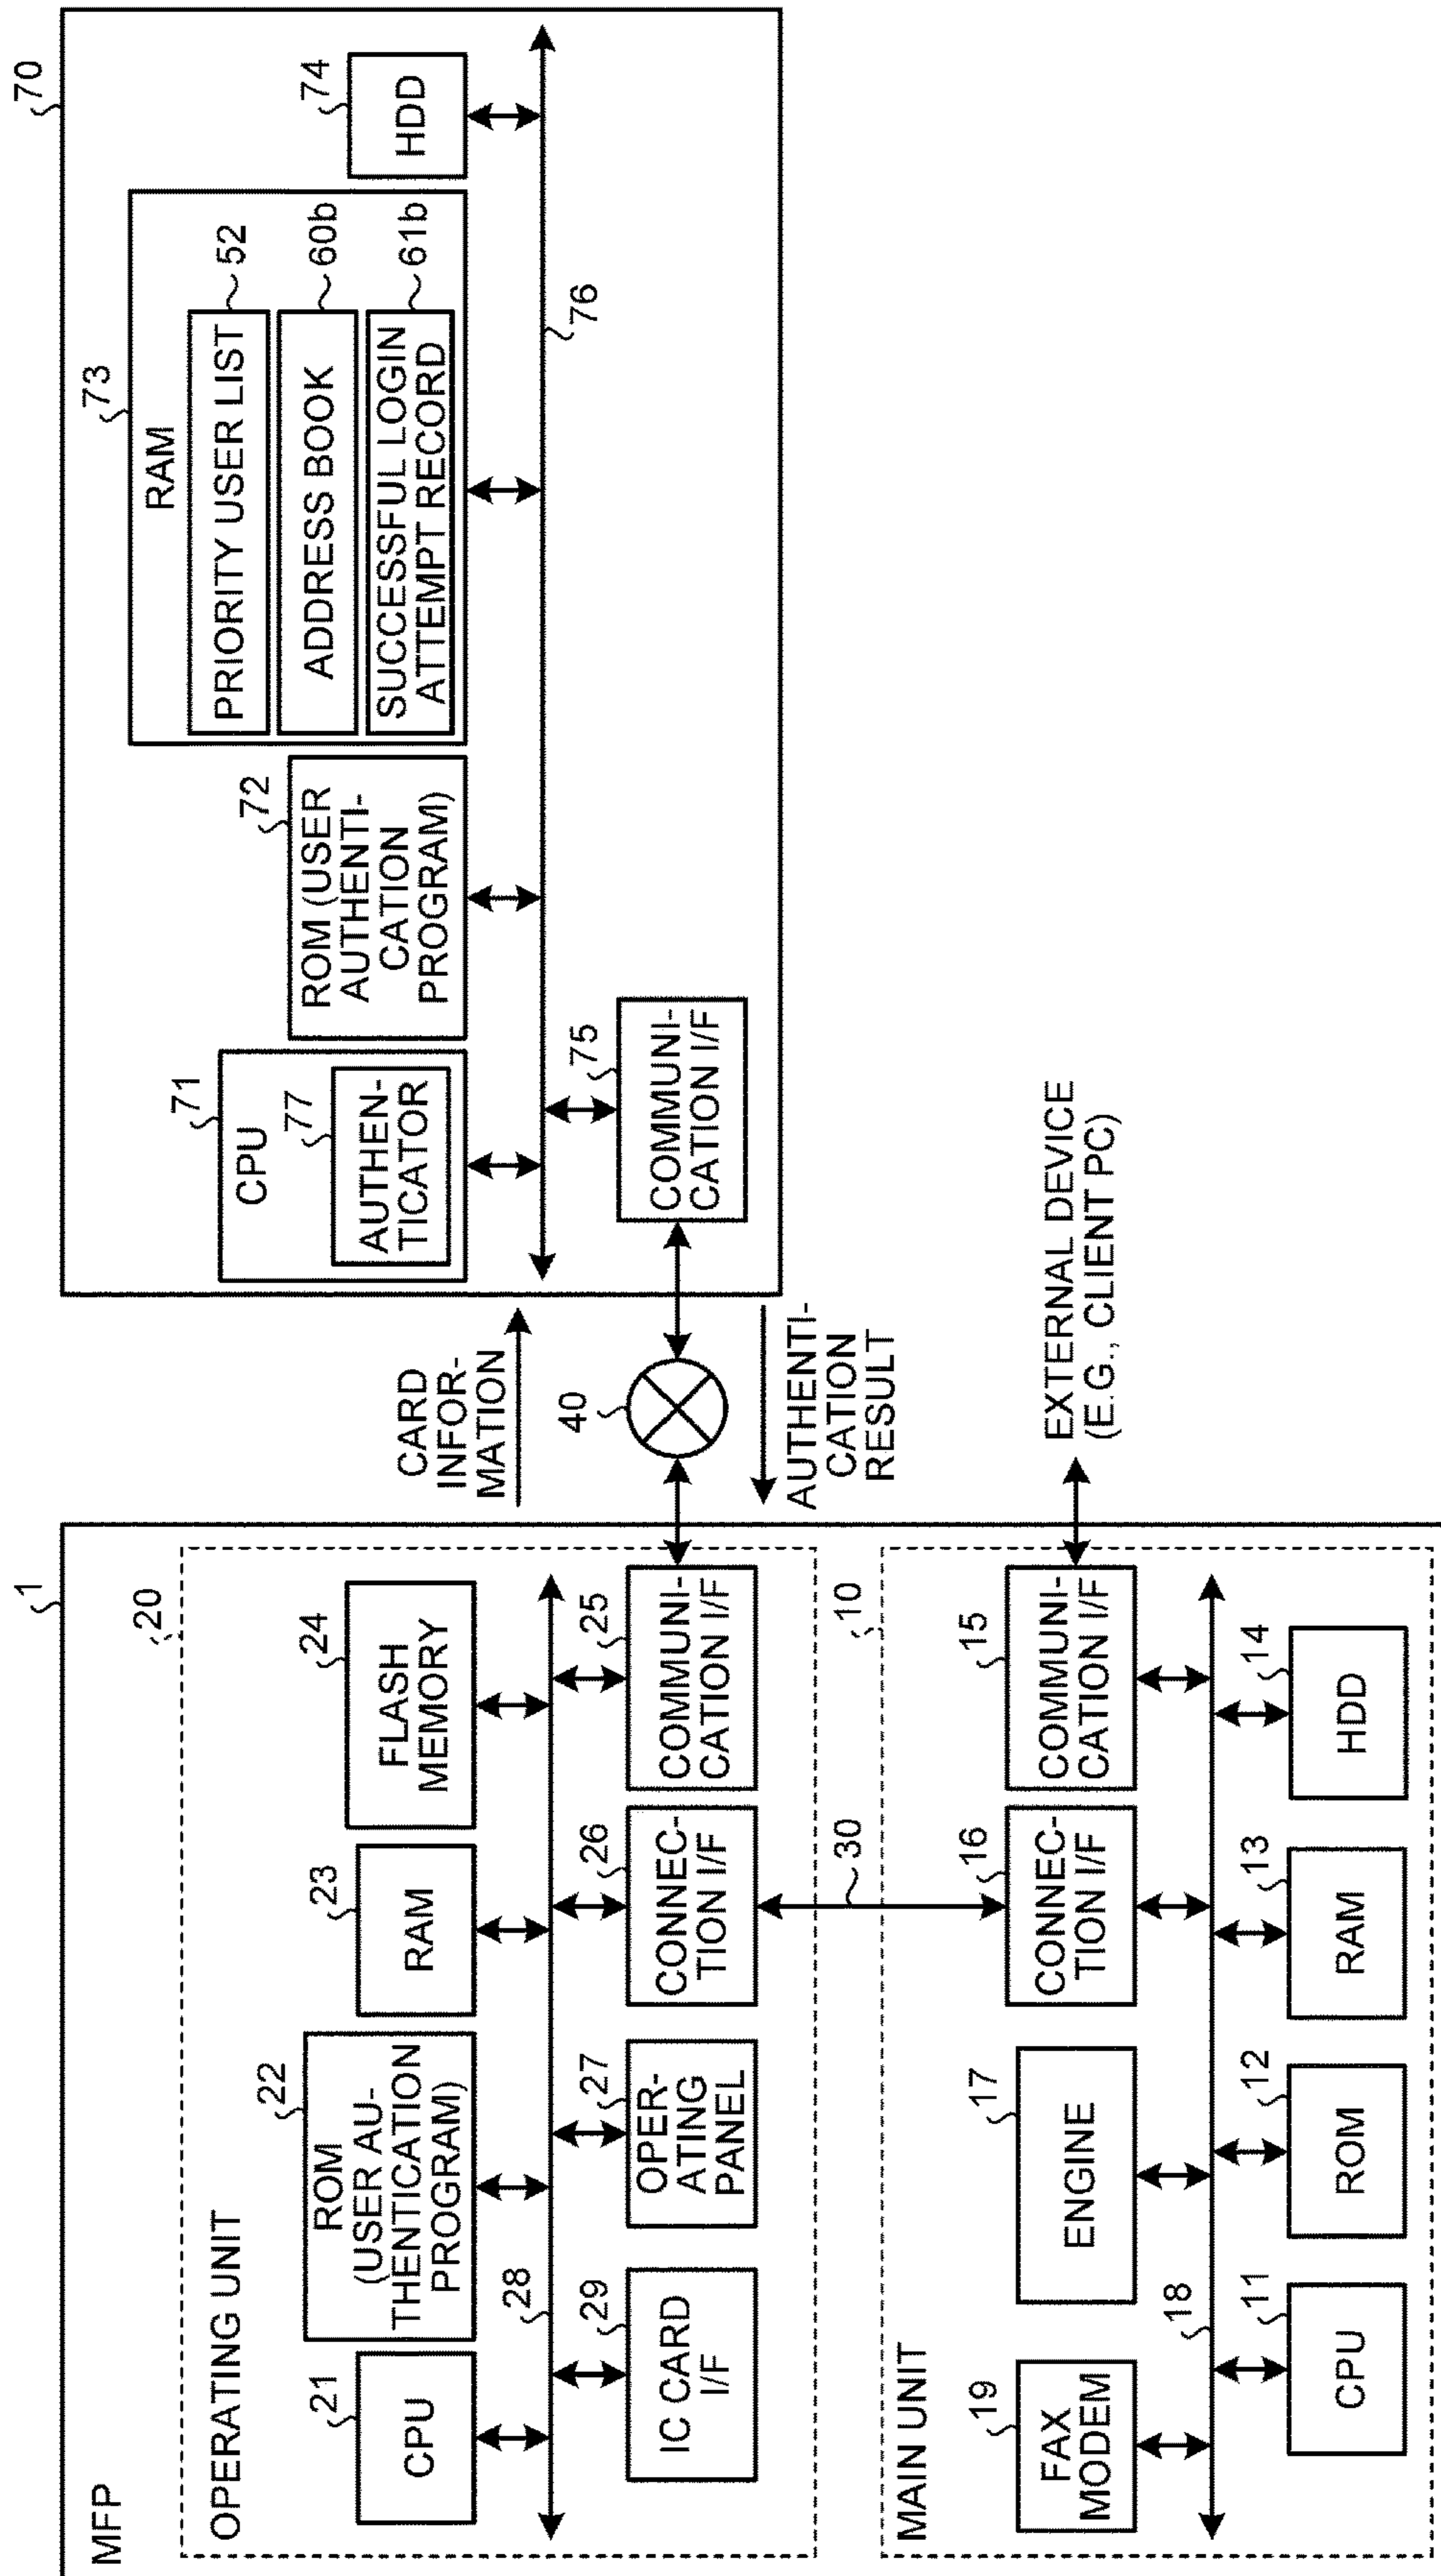 1
MFP
20
OPERATING UNIT
21
CPU
22
ROM
(USER AU-
THENTICATION
PROGRAM)
23
RAM
24
FLASH
MEMORY
28
29
IC CARD
I/F
27
OPER-
ATING
PANEL
26
CONNEC-
TION I/F
25
COMMUNI-
CATION I/F
30
10
MAIN UNIT
19
FAX
MODEM
17
ENGINE
16
CONNEC-
TION I/F
15
COMMUNI-
CATION I/F
18
11
CPU
12
ROM
13
RAM
14
HDD
CARD
INFOR-
MATION
40
AUTHENTI-
CATION
RESULT
EXTERNAL DEVICE
(E.G., CLIENT PC)
70
71
CPU
77
AUTHEN-
TICATOR
72
ROM (USER
AUTHENTI-
CATION
PROGRAM)
73
RAM
PRIORITY USER LIST
52
ADDRESS BOOK
60b
SUCCESSFUL LOGIN
ATTEMPT RECORD
61b
74
HDD
76
75
COMMUNI-
CATION I/F